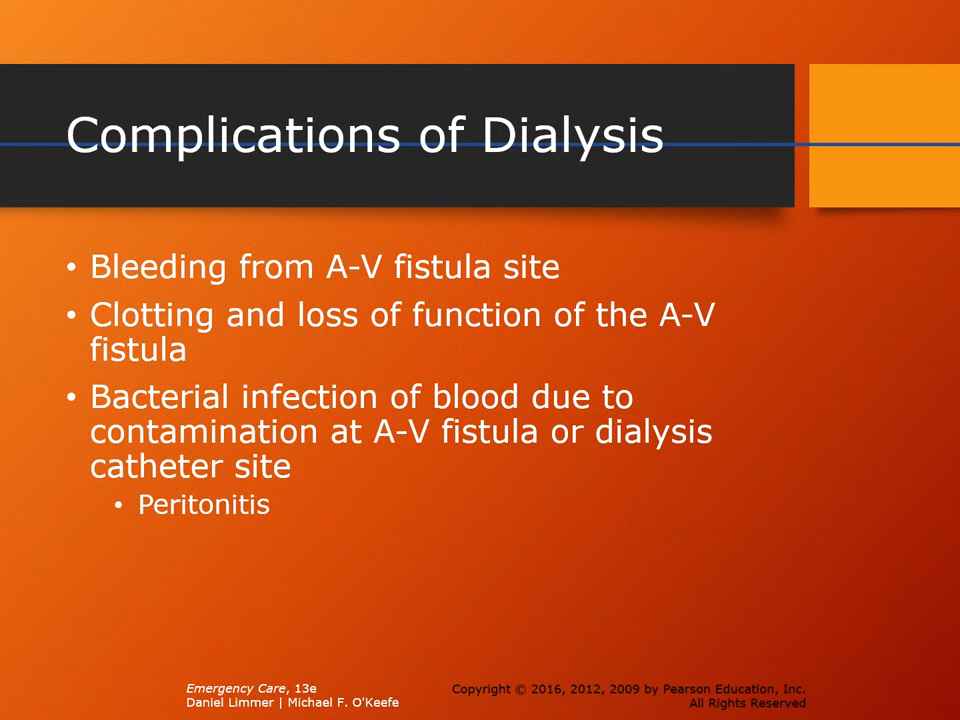 Complications of Dialysis
• Bleeding from A-V fistula site
• Clotting and loss of function of the A-V
fistula
• Bacterial infection of blood due to
contamination at A-V fistula or dialysis
catheter site
• Peritonitis
Emergency Care, 13e
Daniel Limmer | Michael F. O'Keefe
Copyright © 2016, 2012, 2009 by Pearson Education, Inc.
All Rights Reserved